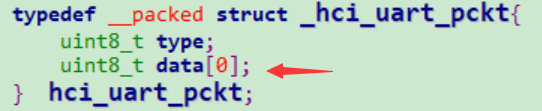 typedef __packed struct _hci_uart_pckt{
uint8_t type;
uint8_t data[0];
} hci_uart_pckt;